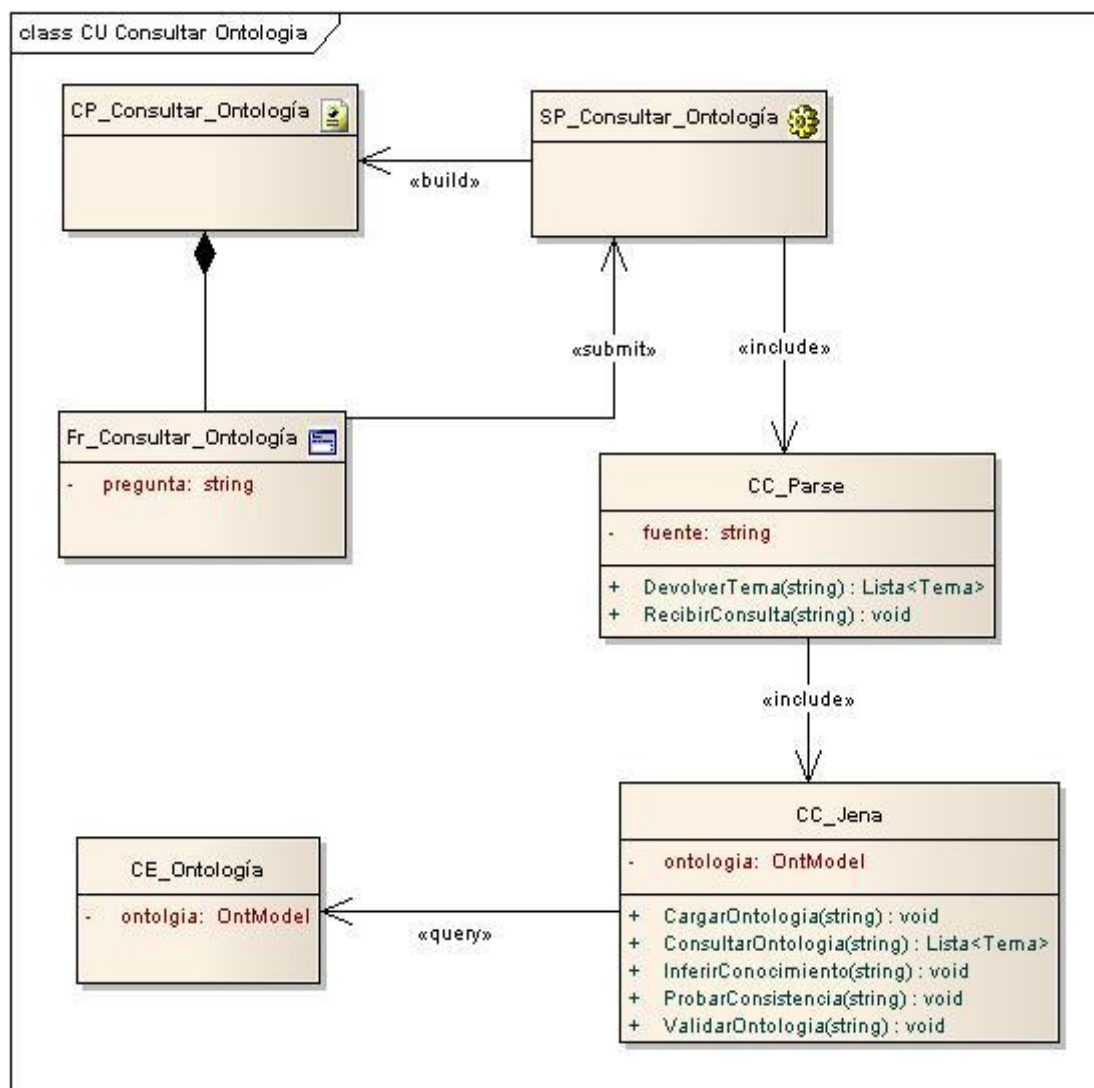 class CU Consultar Ontologia
CP_Consultar_Ontología
SP_Consultar_Ontología
«build»
«submit»
«include»
Fr_Consultar_Ontología
- pregunta: string
CC_Parse
- fuente: string
+ DevolverTema(string) : Lista<Tema>
+ RecibirConsulta(string) : void
«include»
CC_Jena
- ontologia: OntModel
+ CargarOntologia(string) : void
+ ConsultarOntologia(string) : Lista<Tema>
+ InferirConocimiento(string) : void
+ ProbarConsistencia(string) : void
+ ValidarOntologia(string) : void
CE_Ontología
- ontolgia: OntModel
«query»